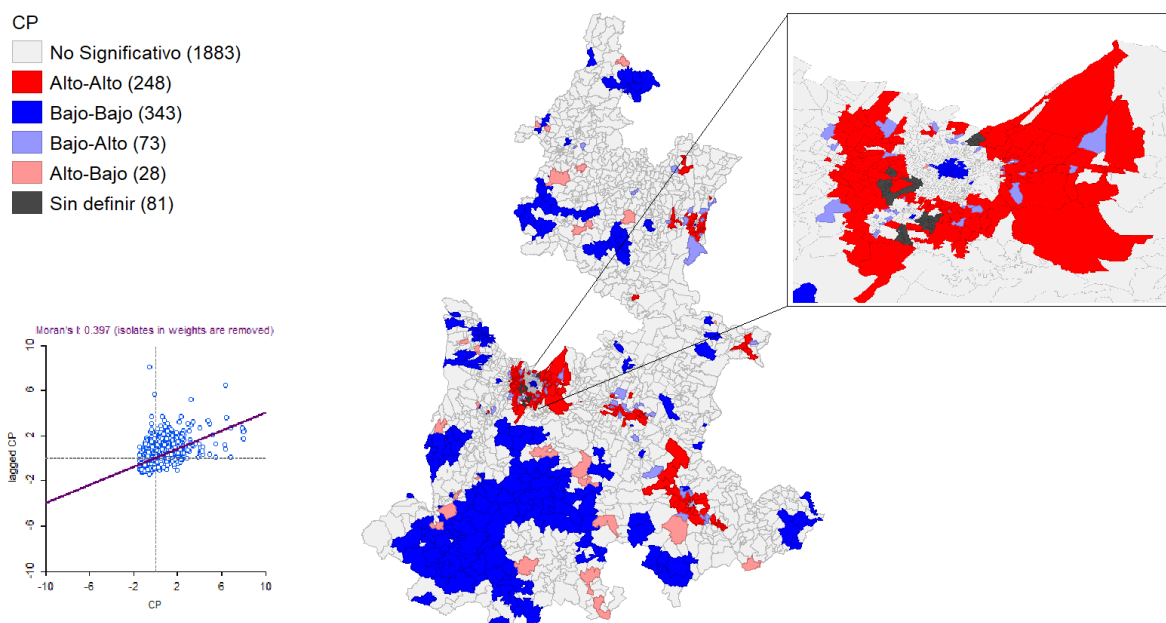 CP
No Significativo (1883)
Alto-Alto (248)
Bajo-Bajo (343)
Bajo-Alto (73)
Alto-Bajo (28)
Sin definir (81)
Moran's I: 0.397 (isolates in weights are removed)
10
6
2
-2
-6
-10
lagged CP
-10 -6 -2 2 6 10
CP